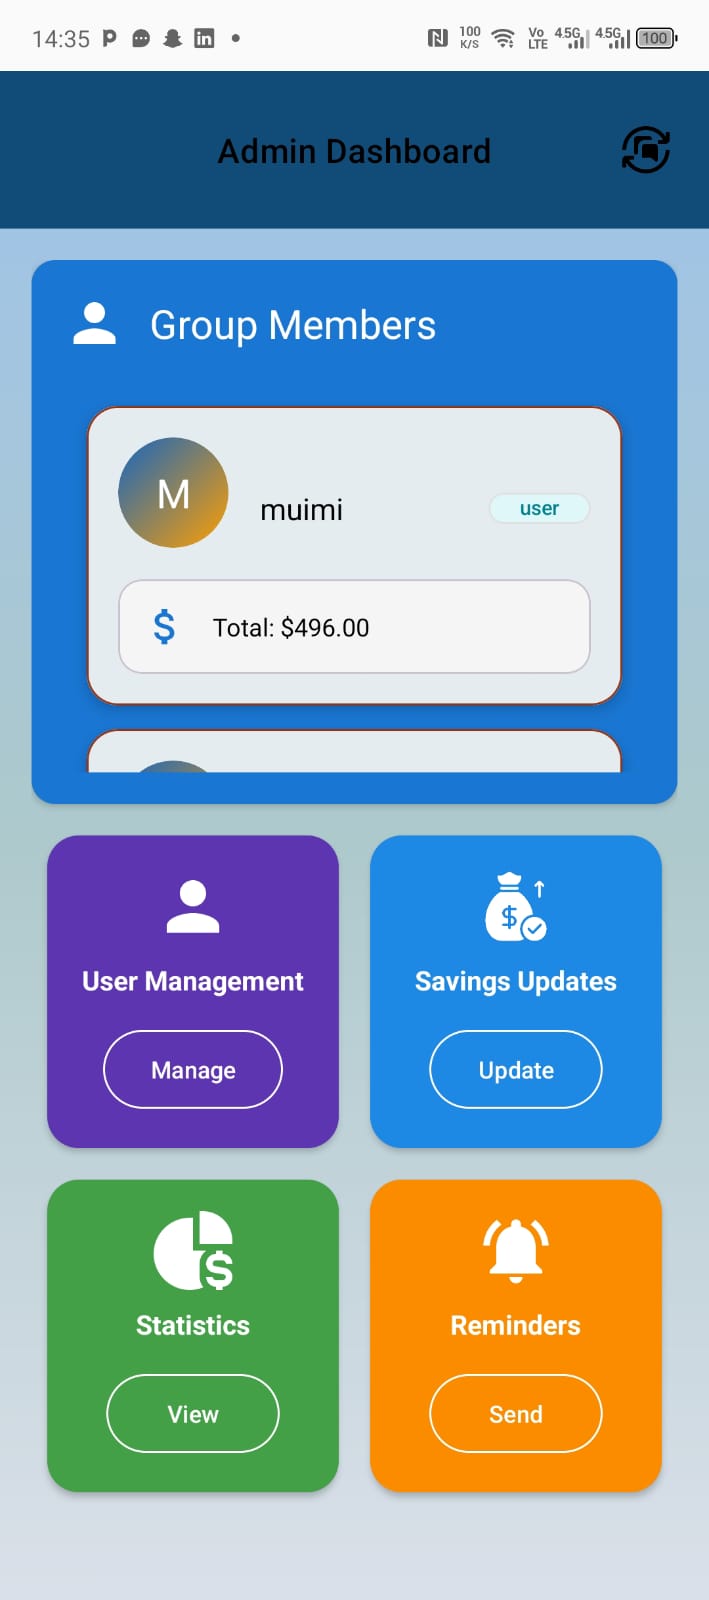 14:35 100 K/S Vo LTE 4.5G 4.5G 100
Admin Dashboard
Group Members
M
muimi
user
$ Total: $496.00
User Management
Manage
$
Savings Updates
Update
$
Statistics
View
Reminders
Send